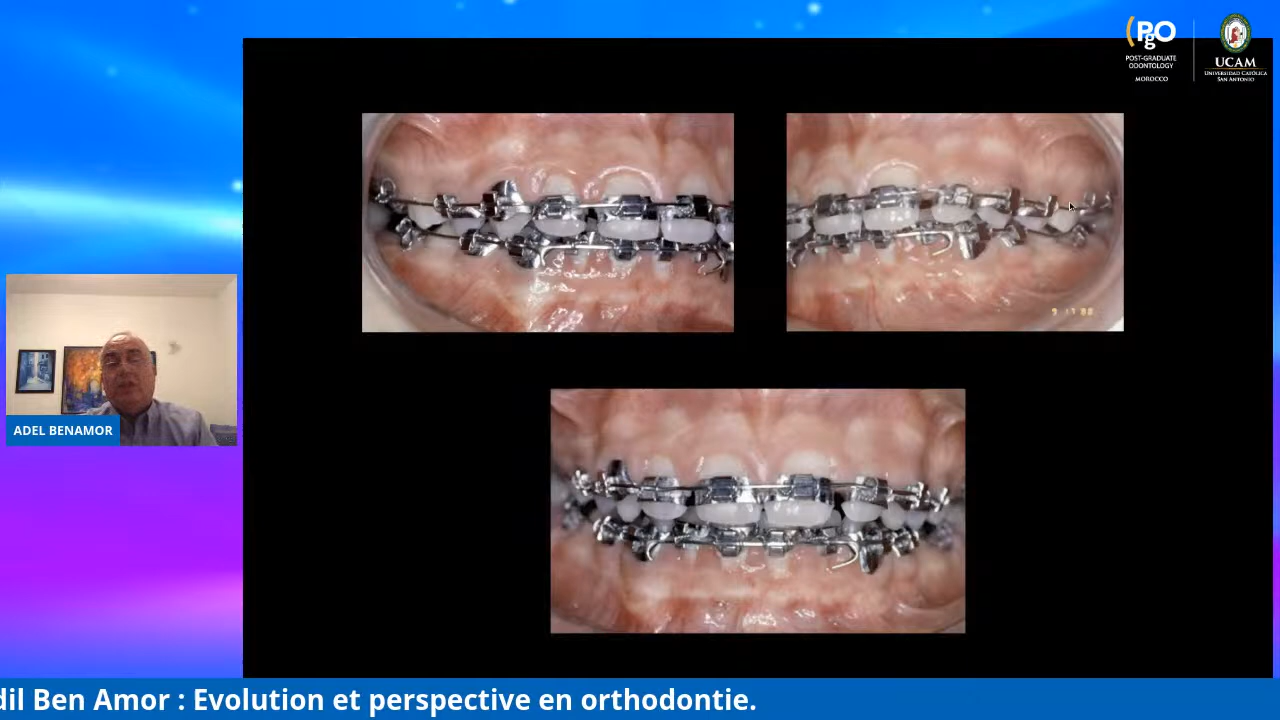 PgO
POST-GRADUATE
ODONTOLOGY
MOROCCO
UCAM
UNIVERSIDAD CATÓLICA
SAN ANTONIO
ADEL BENAMOR
dil Ben Amor : Evolution et perspective en orthodontie.